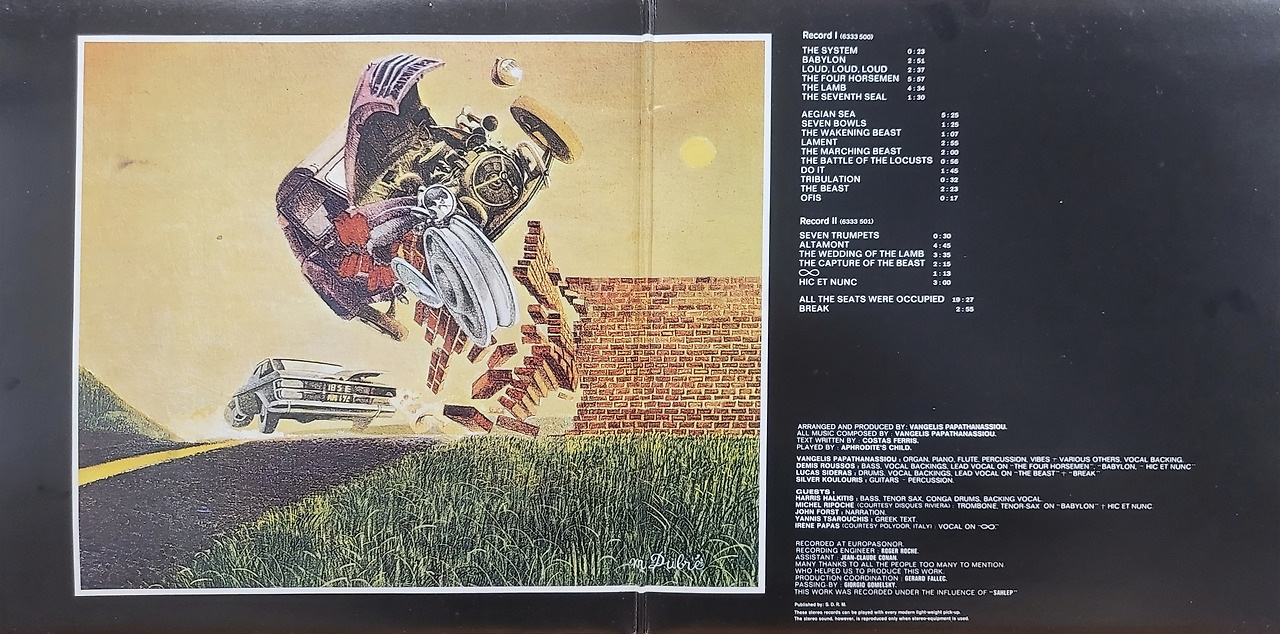 m Dubré
Record I (6333 500)
THE SYSTEM 0:23
BABYLON 2:51
LOUD, LOUD, LOUD 2:37
THE FOUR HORSEMEN 5:57
THE LAMB 4:34
THE SEVENTH SEAL 1:30
AEGIAN SEA 5:25
SEVEN BOWLS 1:25
THE WAKENING BEAST 1:07
LAMENT 2:55
THE MARCHING BEAST 2:00
THE BATTLE OF THE LOCUSTS 0:56
DO IT 1:45
TRIBULATION 0:32
THE BEAST 2:23
OFIS 0:17
Record II (6333 501)
SEVEN TRUMPETS 0:30
ALTAMONT 4:45
THE WEDDING OF THE LAMB 3:35
THE CAPTURE OF THE BEAST 2:15
∞ 1:13
HIC ET NUNC 3:00
ALL THE SEATS WERE OCCUPIED 19:27
BREAK 2:55
ARRANGED AND PRODUCED BY: VANGELIS PAPATHANASSIOU.
ALL MUSIC COMPOSED BY : VANGELIS PAPATHANASSIOU.
TEXT WRITTEN BY : COSTAS FERRIS.
PLAYED BY : APHRODITE'S CHILD.
VANGELIS PAPATHANASSIOU : ORGAN, PIANO, FLUTE, PERCUSSION, VIBES + VARIOUS OTHERS, VOCAL BACKING.
DEMIS ROUSSOS : BASS, VOCAL BACKINGS, LEAD VOCAL ON "THE FOUR HORSEMEN", "BABYLON, " HIC ET NUNC"
LUCAS SIDERAS : DRUMS, VOCAL BACKINGS, LEAD VOCAL ON "THE BEAST" + "BREAK"
SILVER KOULOURIS : GUITARS - PERCUSSION.
GUESTS :
HARRIS HALKITIS : BASS, TENOR SAX, CONGA DRUMS, BACKING VOCAL.
MICHEL RIPOCHE (COURTESY DISQUES RIVIERA) : TROMBONE, TENOR-SAX ON "BABYLON" + HIC ET NUNC.
JOHN FORST : NARRATION.
YANNIS TSAROUCHIS : GREEK TEXT.
IRENE PAPAS (COURTESY POLYDOR, ITALY) : VOCAL ON "∞"
RECORDED AT EUROPASONOR.
RECORDING ENGINEER : ROGER ROCHE.
ASSISTANT : JEAN-CLAUDE CONAN.
MANY THANKS TO ALL THE PEOPLE TOO MANY TO MENTION
WHO HELPED US TO PRODUCE THIS WORK.
PRODUCTION COORDINATION : GERARD FALLEC.
PASSING-BY : GIORGIO GOMELSKY.
THIS WORK WAS RECORDED UNDER THE INFLUENCE OF "SAHLEP"
Published by: S. D. R. M.
These stereo records can be played with every modern light-weight pick-up.
The stereo sound, however, is reproduced only when stereo-equipment is used.